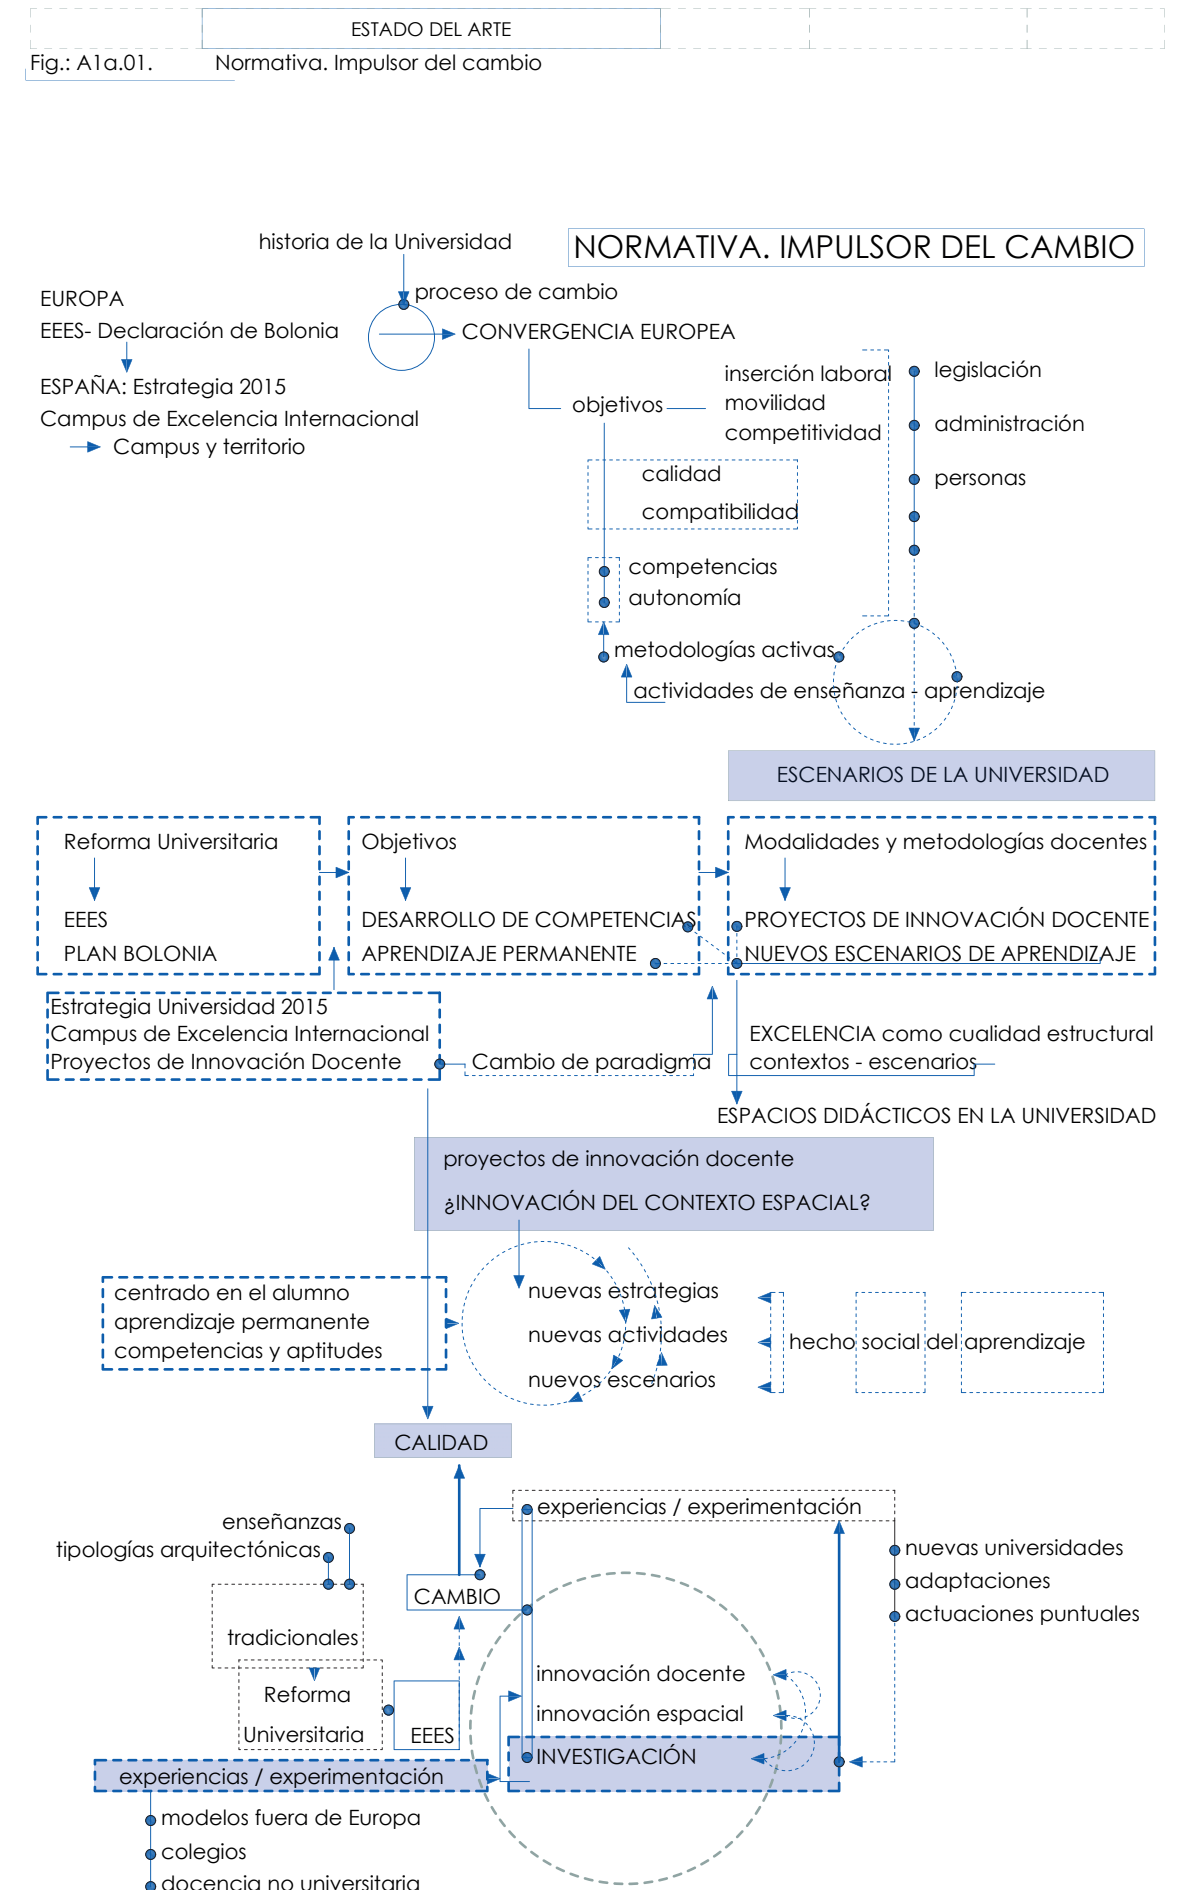 ESTADO DEL ARTE
Fig.: A1a.01. Normativa. Impulsor del cambio
historia de la Universidad
NORMATIVA. IMPULSOR DEL CAMBIO
proceso de cambio
EUROPA
EEES- Declaración de Bolonia
CONVERGENCIA EUROPEA
ESPAÑA: Estrategia 2015
Campus de Excelencia Internacional
Campus y territorio
objetivos
inserción laboral
movilidad
competitividad
legislación
administración
personas
calidad
compatibilidad
competencias
autonomía
metodologías activas
actividades de enseñanza - aprendizaje
ESCENARIOS DE LA UNIVERSIDAD
Reforma Universitaria
EEES
PLAN BOLONIA
Objetivos
DESARROLLO DE COMPETENCIAS
APRENDIZAJE PERMANENTE
Modalidades y metodologías docentes
PROYECTOS DE INNOVACIÓN DOCENTE
NUEVOS ESCENARIOS DE APRENDIZAJE
Estrategia Universidad 2015
Campus de Excelencia Internacional
Proyectos de Innovación Docente
Cambio de paradigma
EXCELENCIA como cualidad estructural
contextos - escenarios
ESPACIOS DIDÁCTICOS EN LA UNIVERSIDAD
proyectos de innovación docente
¿INNOVACIÓN DEL CONTEXTO ESPACIAL?
centrado en el alumno
aprendizaje permanente
competencias y aptitudes
nuevas estrategias
nuevas actividades
nuevos escenarios
hecho social del aprendizaje
CALIDAD
experiencias / experimentación
enseñanzas
tipologías arquitectónicas
nuevas universidades
adaptaciones
actuaciones puntuales
CAMBIO
tradicionales
Reforma
Universitaria
EEES
innovación docente
innovación espacial
INVESTIGACIÓN
experiencias / experimentación
modelos fuera de Europa
colegios
docencia no universitaria